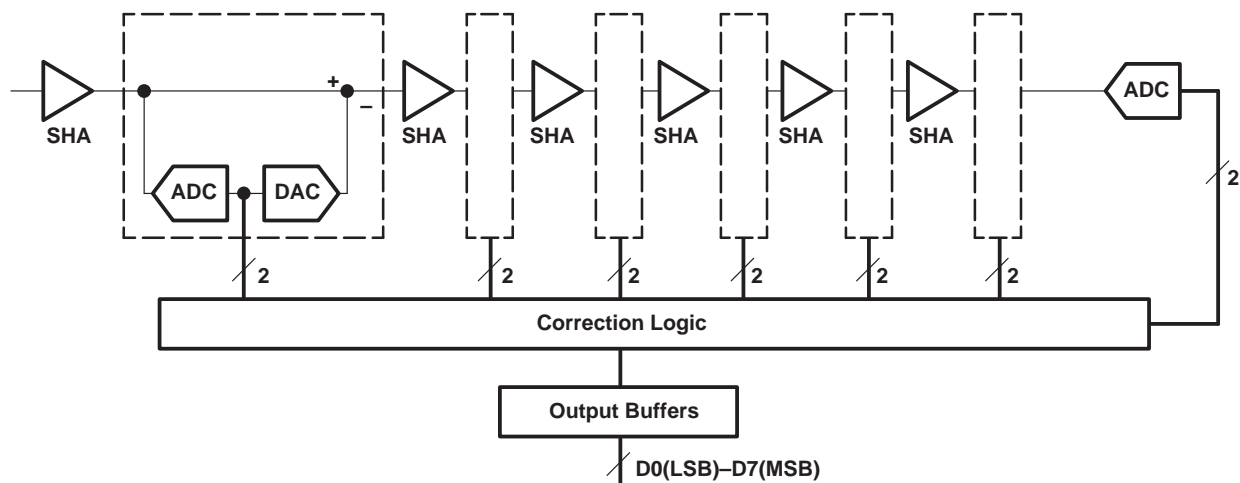 +
–
ADC
SHA
SHA
SHA
SHA
SHA
SHA
ADC
DAC
2
2
2
2
2
2
2
2
Correction Logic
Output Buffers
D0(LSB)–D7(MSB)